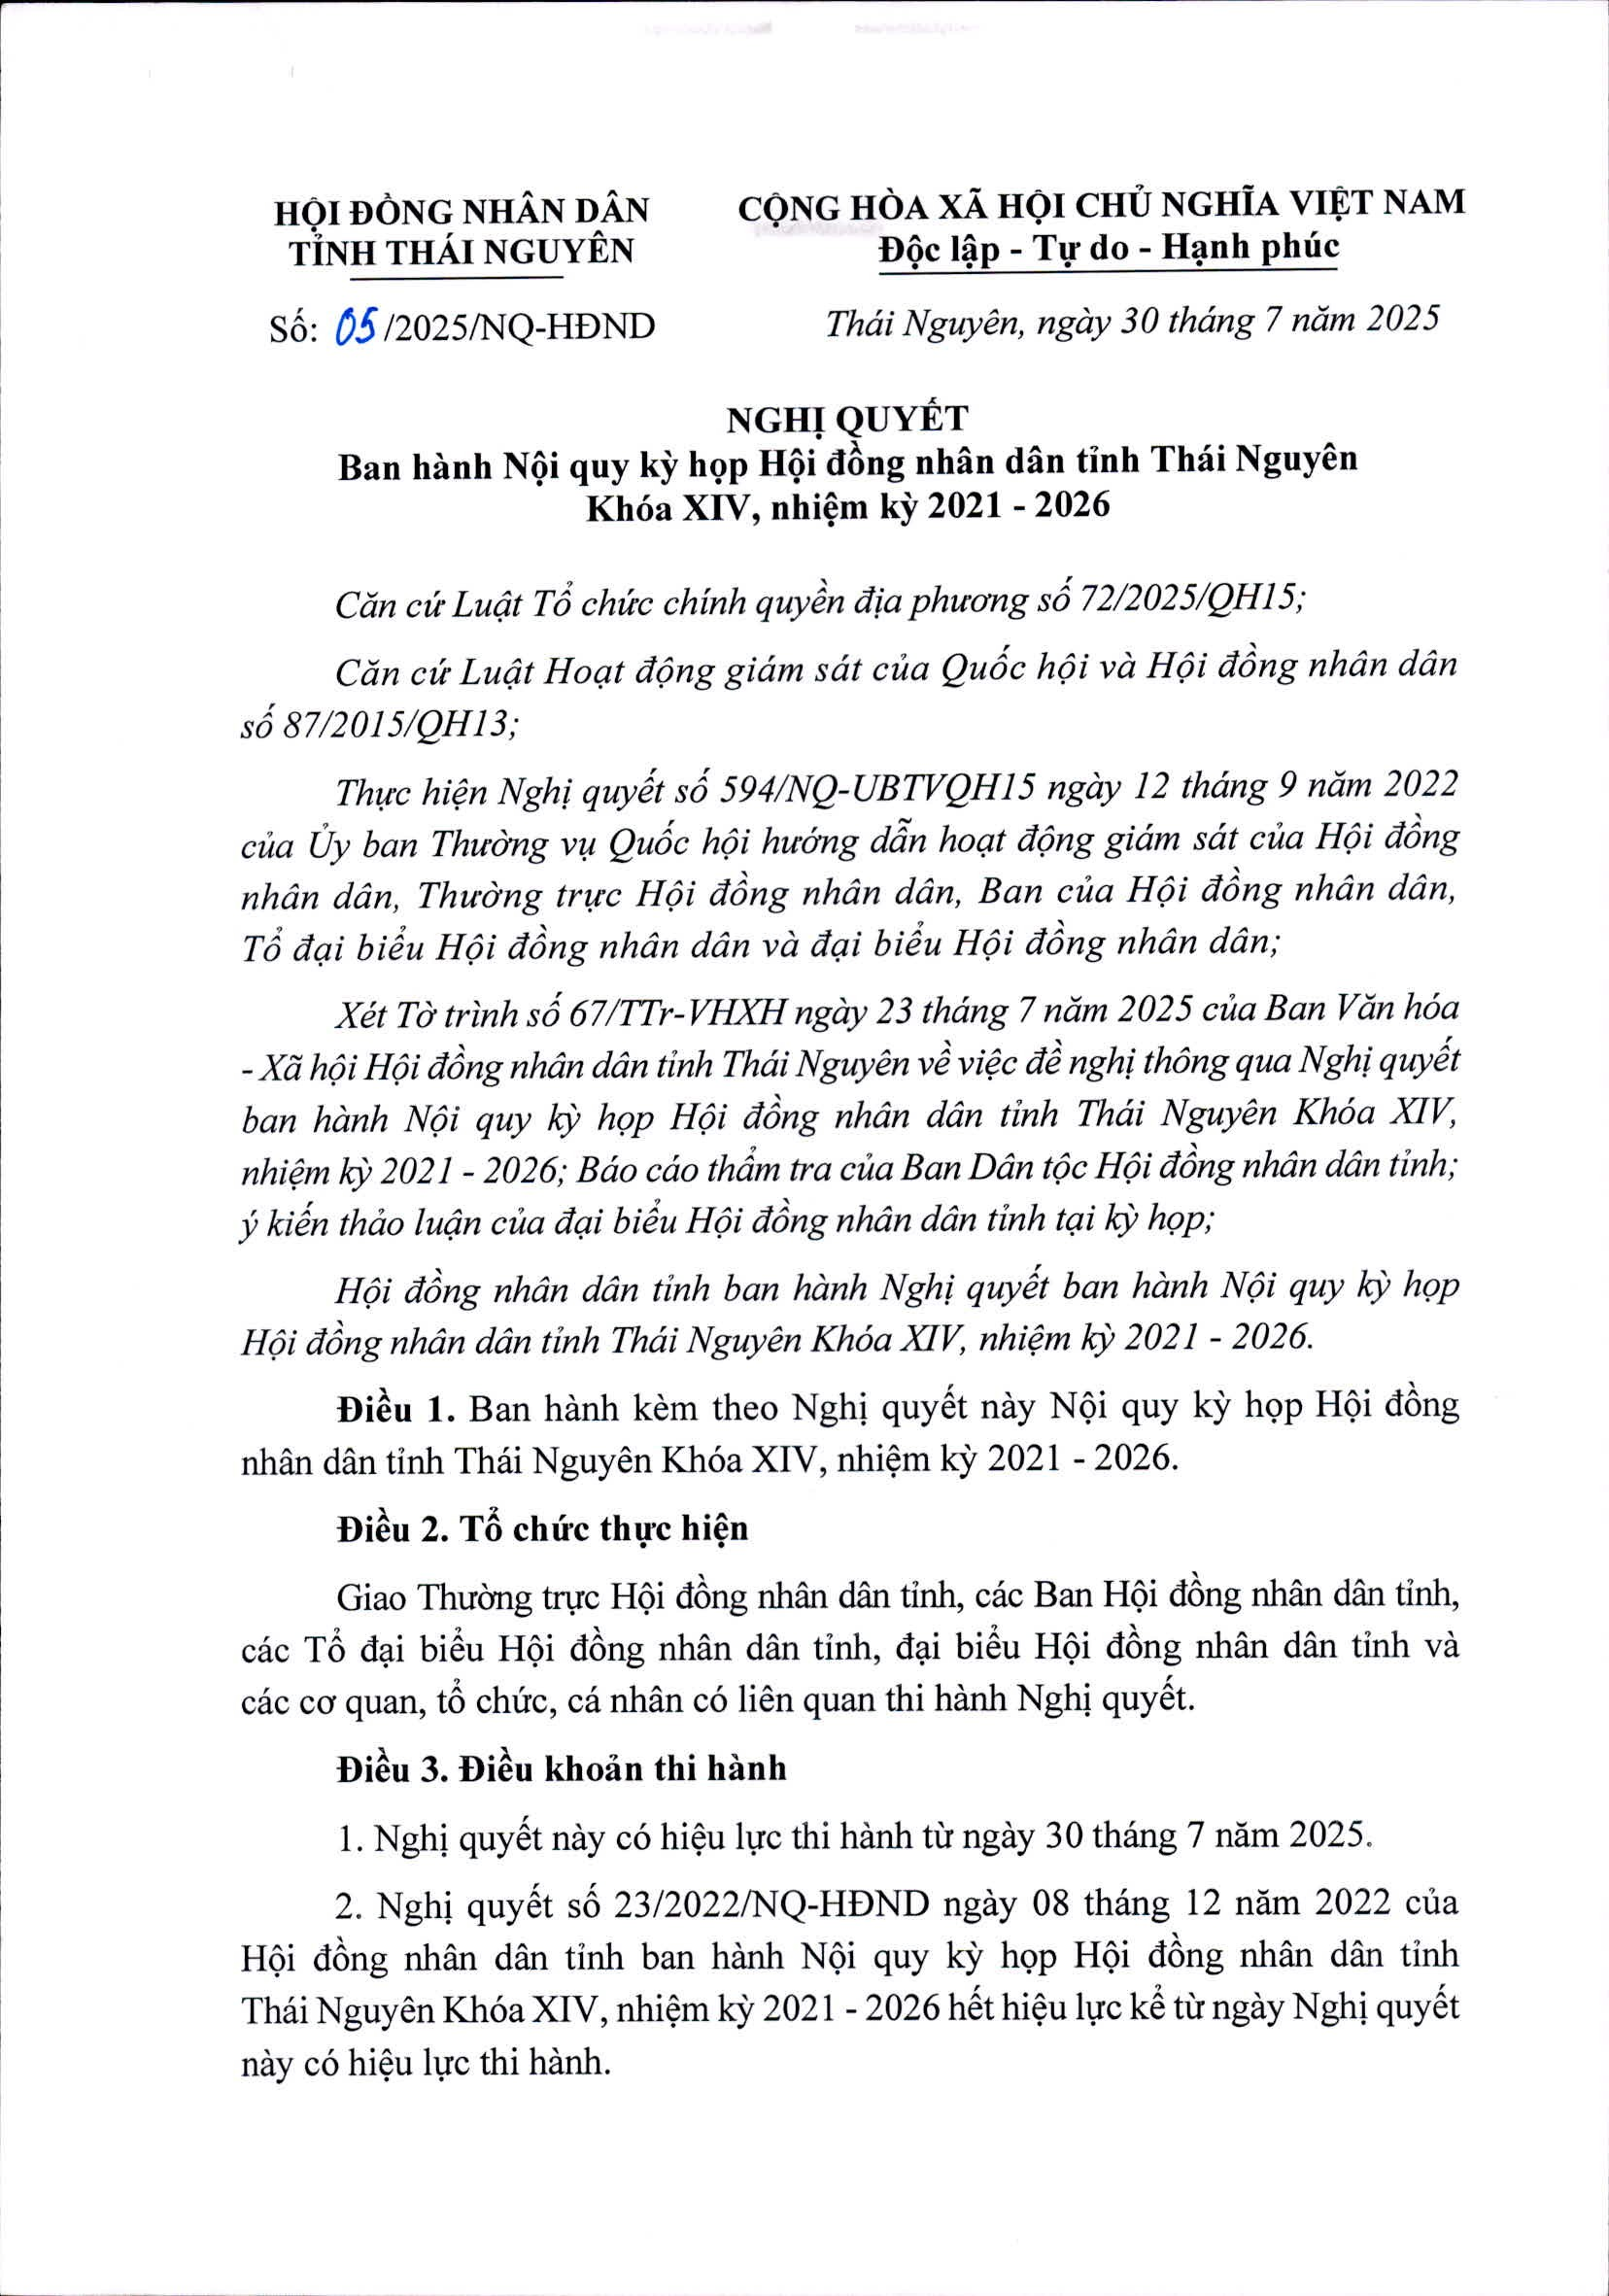 HỘI ĐỒNG NHÂN DÂN
TỈNH THÁI NGUYÊN
CỘNG HÒA XÃ HỘI CHỦ NGHĨA VIỆT NAM
Độc lập - Tự do - Hạnh phúc
Số: 05/2025/NQ-HĐND
Thái Nguyên, ngày 30 tháng 7 năm 2025
NGHỊ QUYẾT
Ban hành Nội quy kỳ họp Hội đồng nhân dân tỉnh Thái Nguyên
Khóa XIV, nhiệm kỳ 2021 - 2026
Căn cứ Luật Tổ chức chính quyền địa phương số 72/2025/QH15;
Căn cứ Luật Hoạt động giám sát của Quốc hội và Hội đồng nhân dân
số 87/2015/QH13;
Thực hiện Nghị quyết số 594/NQ-UBTVQH15 ngày 12 tháng 9 năm 2022
của Ủy ban Thường vụ Quốc hội hướng dẫn hoạt động giám sát của Hội đồng
nhân dân, Thường trực Hội đồng nhân dân, Ban của Hội đồng nhân dân,
Tổ đại biểu Hội đồng nhân dân và đại biểu Hội đồng nhân dân;
Xét Tờ trình số 67/TTr-VHXH ngày 23 tháng 7 năm 2025 của Ban Văn hóa
- Xã hội Hội đồng nhân dân tỉnh Thái Nguyên về việc đề nghị thông qua Nghị quyết
ban hành Nội quy kỳ họp Hội đồng nhân dân tỉnh Thái Nguyên Khóa XIV,
nhiệm kỳ 2021 - 2026; Báo cáo thẩm tra của Ban Dân tộc Hội đồng nhân dân tỉnh;
ý kiến thảo luận của đại biểu Hội đồng nhân dân tỉnh tại kỳ họp;
Hội đồng nhân dân tỉnh ban hành Nghị quyết ban hành Nội quy kỳ họp
Hội đồng nhân dân tỉnh Thái Nguyên Khóa XIV, nhiệm kỳ 2021 - 2026.
Điều 1. Ban hành kèm theo Nghị quyết này Nội quy kỳ họp Hội đồng
nhân dân tỉnh Thái Nguyên Khóa XIV, nhiệm kỳ 2021 - 2026.
Điều 2. Tổ chức thực hiện
Giao Thường trực Hội đồng nhân dân tỉnh, các Ban Hội đồng nhân dân tỉnh,
các Tổ đại biểu Hội đồng nhân dân tỉnh, đại biểu Hội đồng nhân dân tỉnh và
các cơ quan, tổ chức, cá nhân có liên quan thi hành Nghị quyết.
Điều 3. Điều khoản thi hành
1. Nghị quyết này có hiệu lực thi hành từ ngày 30 tháng 7 năm 2025.
2. Nghị quyết số 23/2022/NQ-HĐND ngày 08 tháng 12 năm 2022 của
Hội đồng nhân dân tỉnh ban hành Nội quy kỳ họp Hội đồng nhân dân tỉnh
Thái Nguyên Khóa XIV, nhiệm kỳ 2021 - 2026 hết hiệu lực kể từ ngày Nghị quyết
này có hiệu lực thi hành.